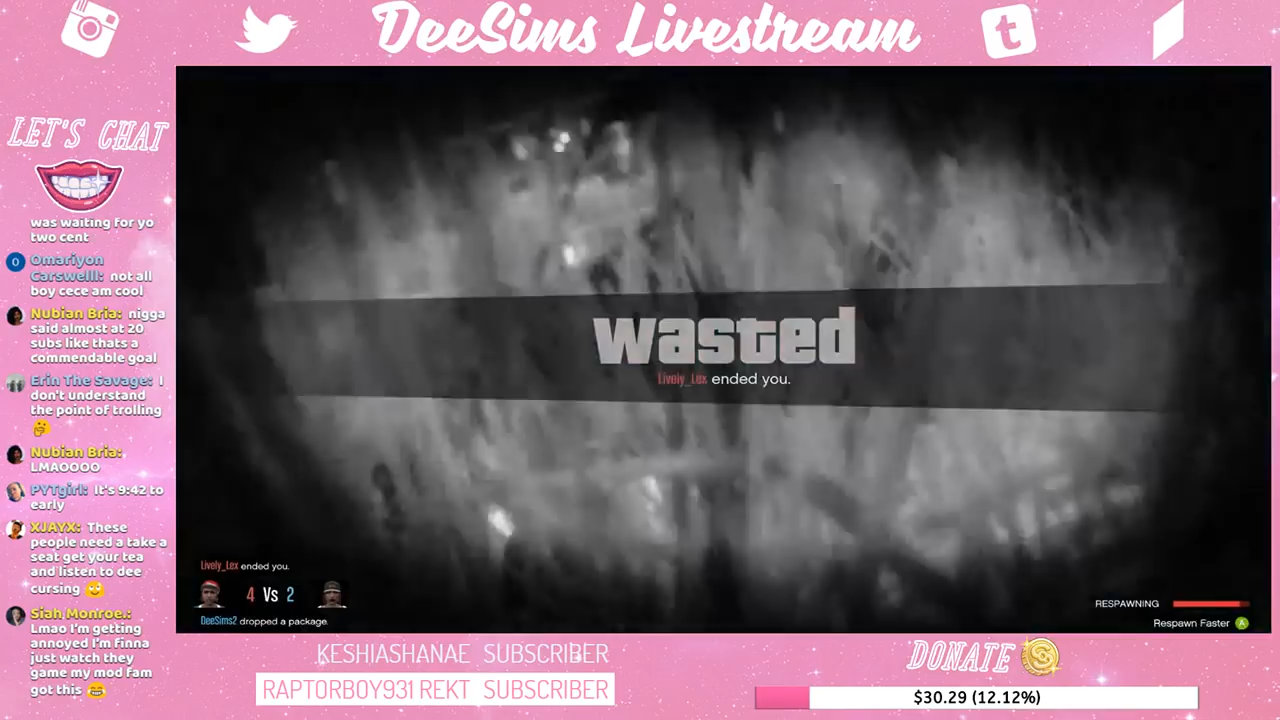 DeeSims Livestream
LET'S CHAT
was waiting for yo
two cent
Omariyon
Carswelll: not all
boy cece am cool
Nubian Bria: nigga
said almost at 20
subs like thats a
commendable goal
Erin The Savage: I
don't understand
the point of trolling
Nubian Bria:
LMAOOOO
PYTgirl: It's 9:42 to
early
XJAYX: These
people need a take a
seat get your tea
and listen to dee
cursing
Siah Monroe.:
Lmao I'm getting
annoyed I'm finna
just watch they
game my mod fam
got this
wasted
Lively_Lex ended you.
Lively_Lex ended you.
4 Vs 2
DeeSims2 dropped a package.
RESPAWNING
Respawn Faster A
KESHIASHANAE SUBSCRIBER
RAPTORBOY931 REKT SUBSCRIBER
DONATE
$30.29 (12.12%)